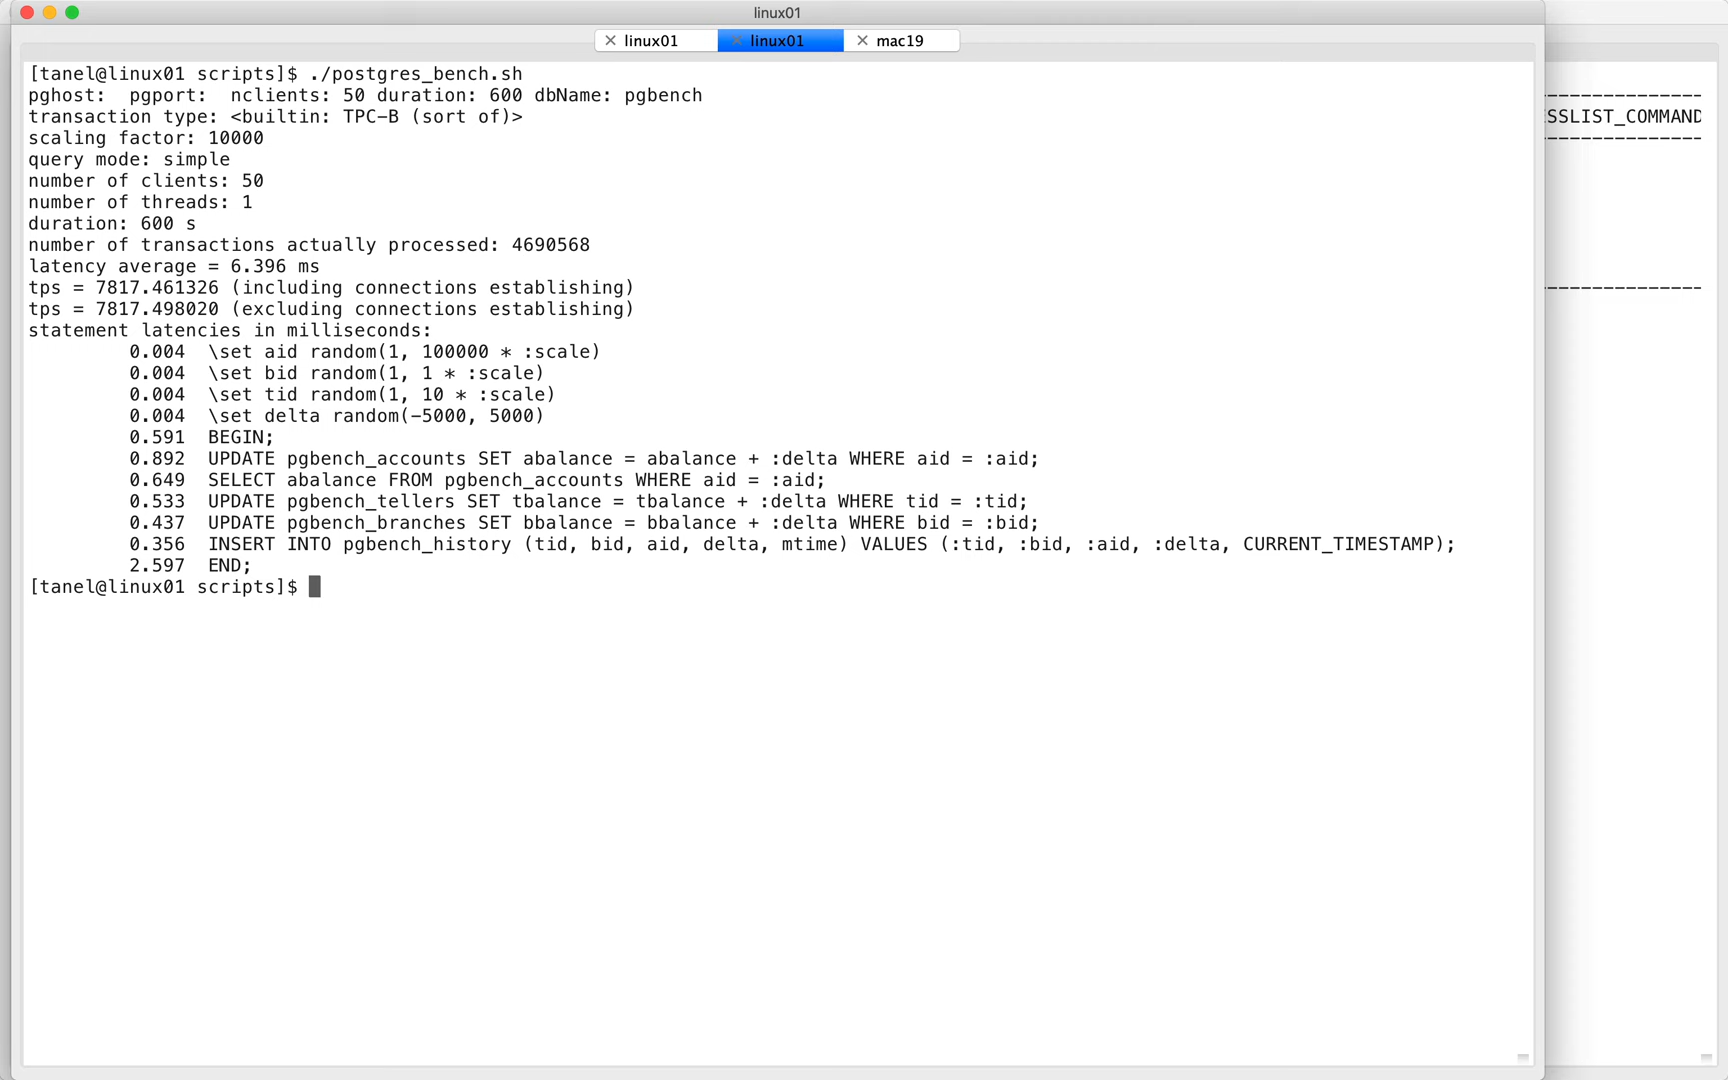 linux01
linux01
linux01
mac19
[tanel@linux01 scripts]$ ./postgres_bench.sh
pghost:  pgport:  nclients: 50 duration: 600 dbName: pgbench
transaction type: <builtin: TPC-B (sort of)>
scaling factor: 10000
query mode: simple
number of clients: 50
number of threads: 1
duration: 600 s
number of transactions actually processed: 4690568
latency average = 6.396 ms
tps = 7817.461326 (including connections establishing)
tps = 7817.498020 (excluding connections establishing)
statement latencies in milliseconds:
         0.004  \set aid random(1, 100000 * :scale)
         0.004  \set bid random(1, 1 * :scale)
         0.004  \set tid random(1, 10 * :scale)
         0.004  \set delta random(-5000, 5000)
         0.591  BEGIN;
         0.892  UPDATE pgbench_accounts SET abalance = abalance + :delta WHERE aid = :aid;
         0.649  SELECT abalance FROM pgbench_accounts WHERE aid = :aid;
         0.533  UPDATE pgbench_tellers SET tbalance = tbalance + :delta WHERE tid = :tid;
         0.437  UPDATE pgbench_branches SET bbalance = bbalance + :delta WHERE bid = :bid;
         0.356  INSERT INTO pgbench_history (tid, bid, aid, delta, mtime) VALUES (:tid, :bid, :aid, :delta, CURRENT_TIMESTAMP);
         2.597  END;
[tanel@linux01 scripts]$
--------------
SSLIST_COMMAND
--------------
--------------